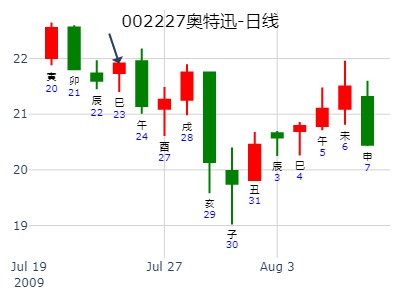 002227奥特迅-日线
22
21
20
19
寅
20
卯
21
辰
22
巳
23
午
24
酉
27
戌
28
亥
29
子
30
丑
31
辰
3
巳
4
午
5
未
6
申
7
Jul 19
2009
Jul 27
Aug 3